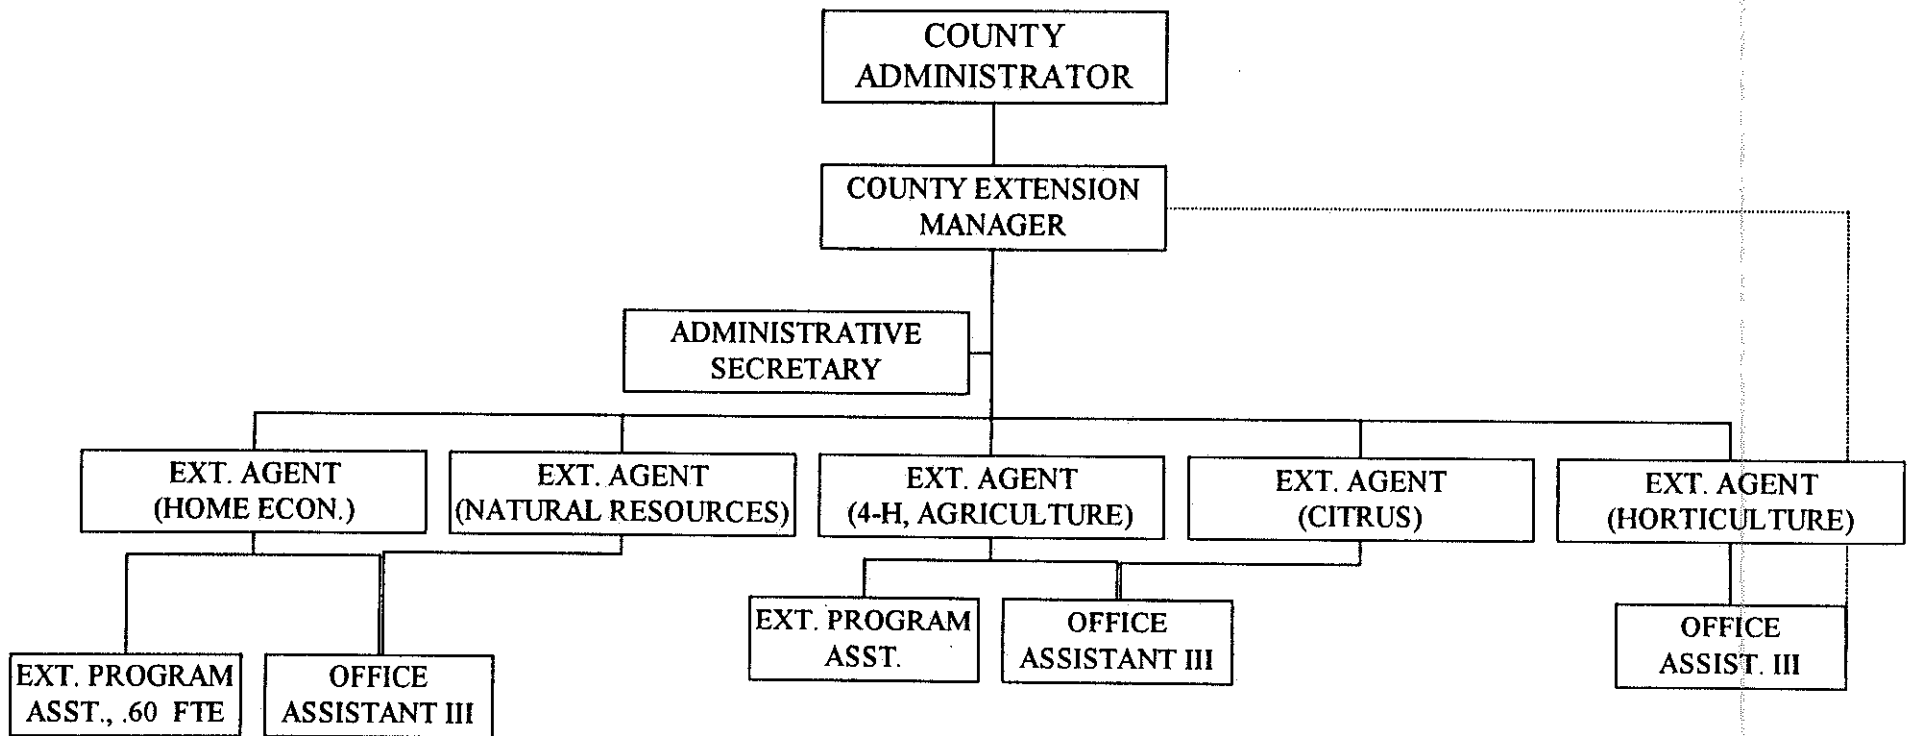 COUNTY
ADMINISTRATOR
COUNTY EXTENSION
MANAGER
ADMINISTRATIVE
SECRETARY
EXT. AGENT
(HOME ECON.)
EXT. AGENT
(NATURAL RESOURCES)
EXT. AGENT
(4-H, AGRICULTURE)
EXT. AGENT
(CITRUS)
EXT. AGENT
(HORTICULTURE)
EXT. PROGRAM
ASST., .60 FTE
OFFICE
ASSISTANT III
EXT. PROGRAM
ASST.
OFFICE
ASSISTANT III
OFFICE
ASSIST. III